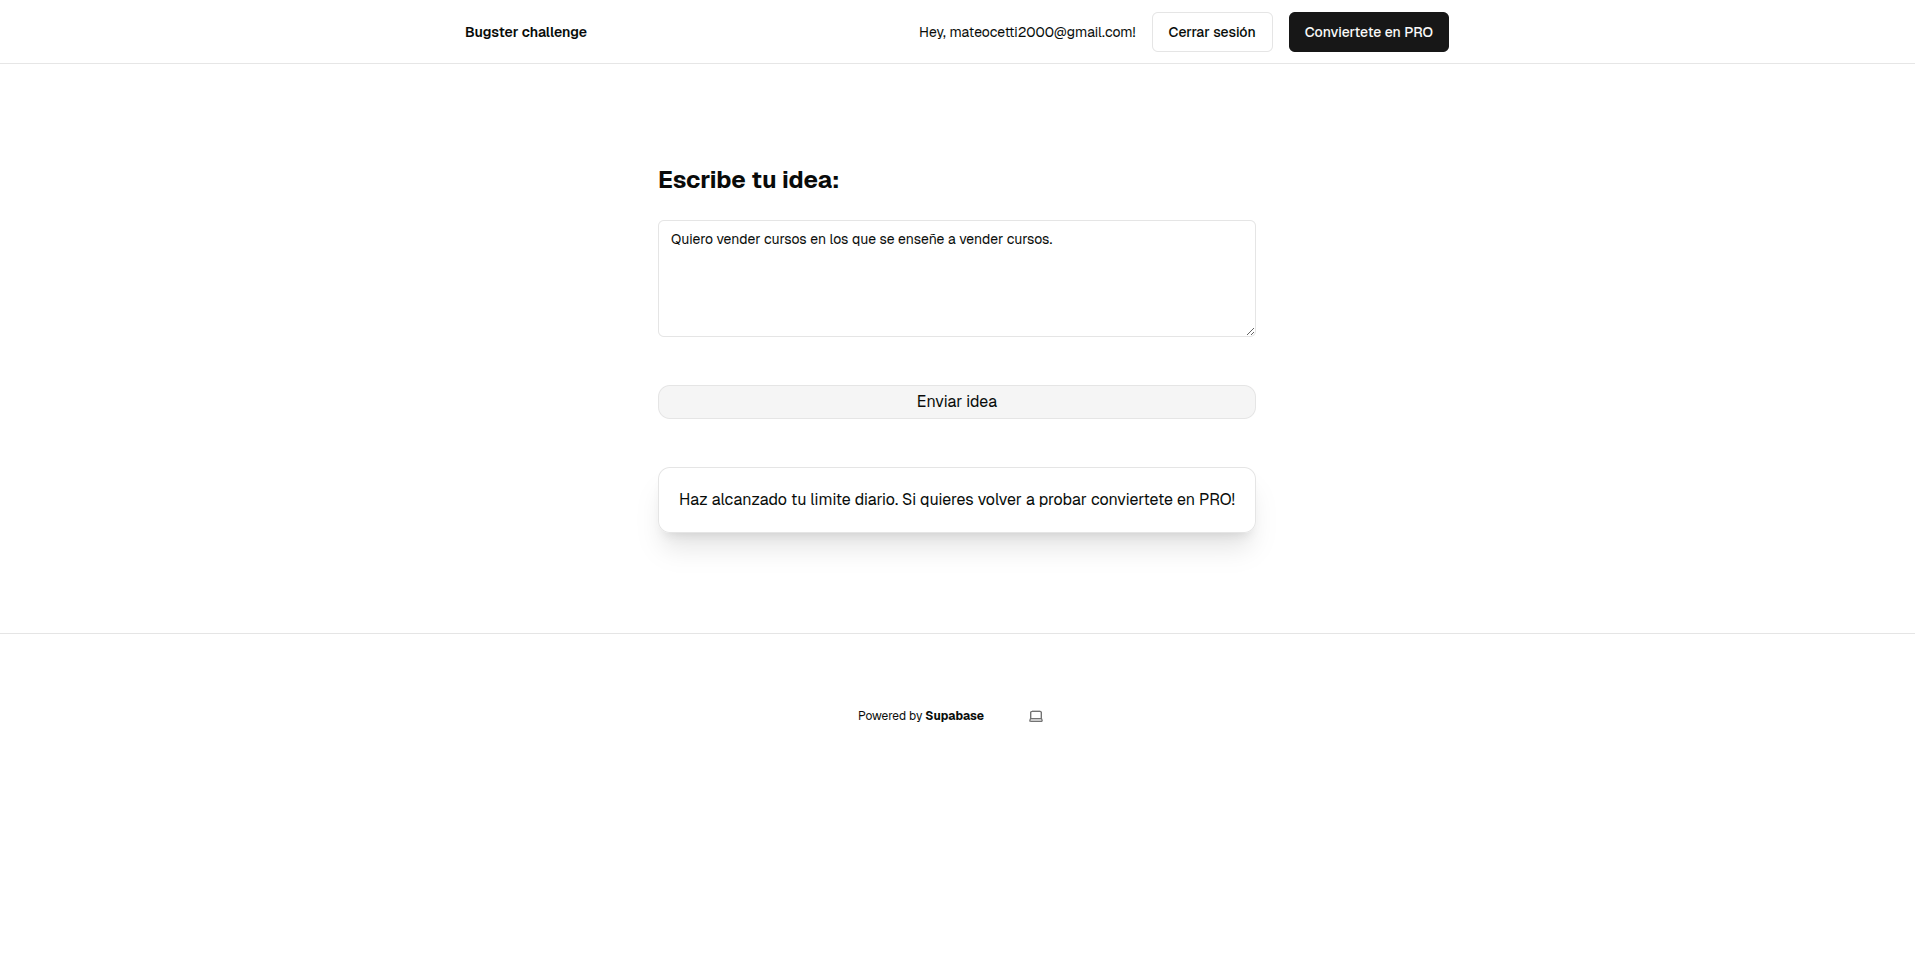 Bugster challenge
Hey, mateocetti2000@gmail.com!
Cerrar sesión
Conviertete en PRO
Escribe tu idea:
Quiero vender cursos en los que se enseñe a vender cursos.
Enviar idea
Haz alcanzado tu limite diario. Si quieres volver a probar conviertete en PRO!
Powered by Supabase